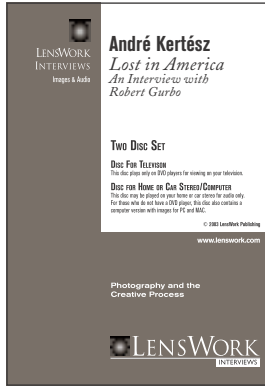 LENSWORK
INTERVIEWS
Images & Audio
André Kertész
Lost in America
An Interview with
Robert Gurbo
TWO DISC SET
DISC FOR TELEVISON
This disc plays only on DVD players for viewing on your television.
DISC FOR HOME OR CAR STEREO/COMPUTER
This disc may be played on your home or car stereo for audio only.
For those who do not have a DVD player, this disc also contains a
computer version with images for PC and MAC.
© 2003 LensWork Publishing
www.lenswork.com
Photography and the
Creative Process
LENSWORK
INTERVIEWS